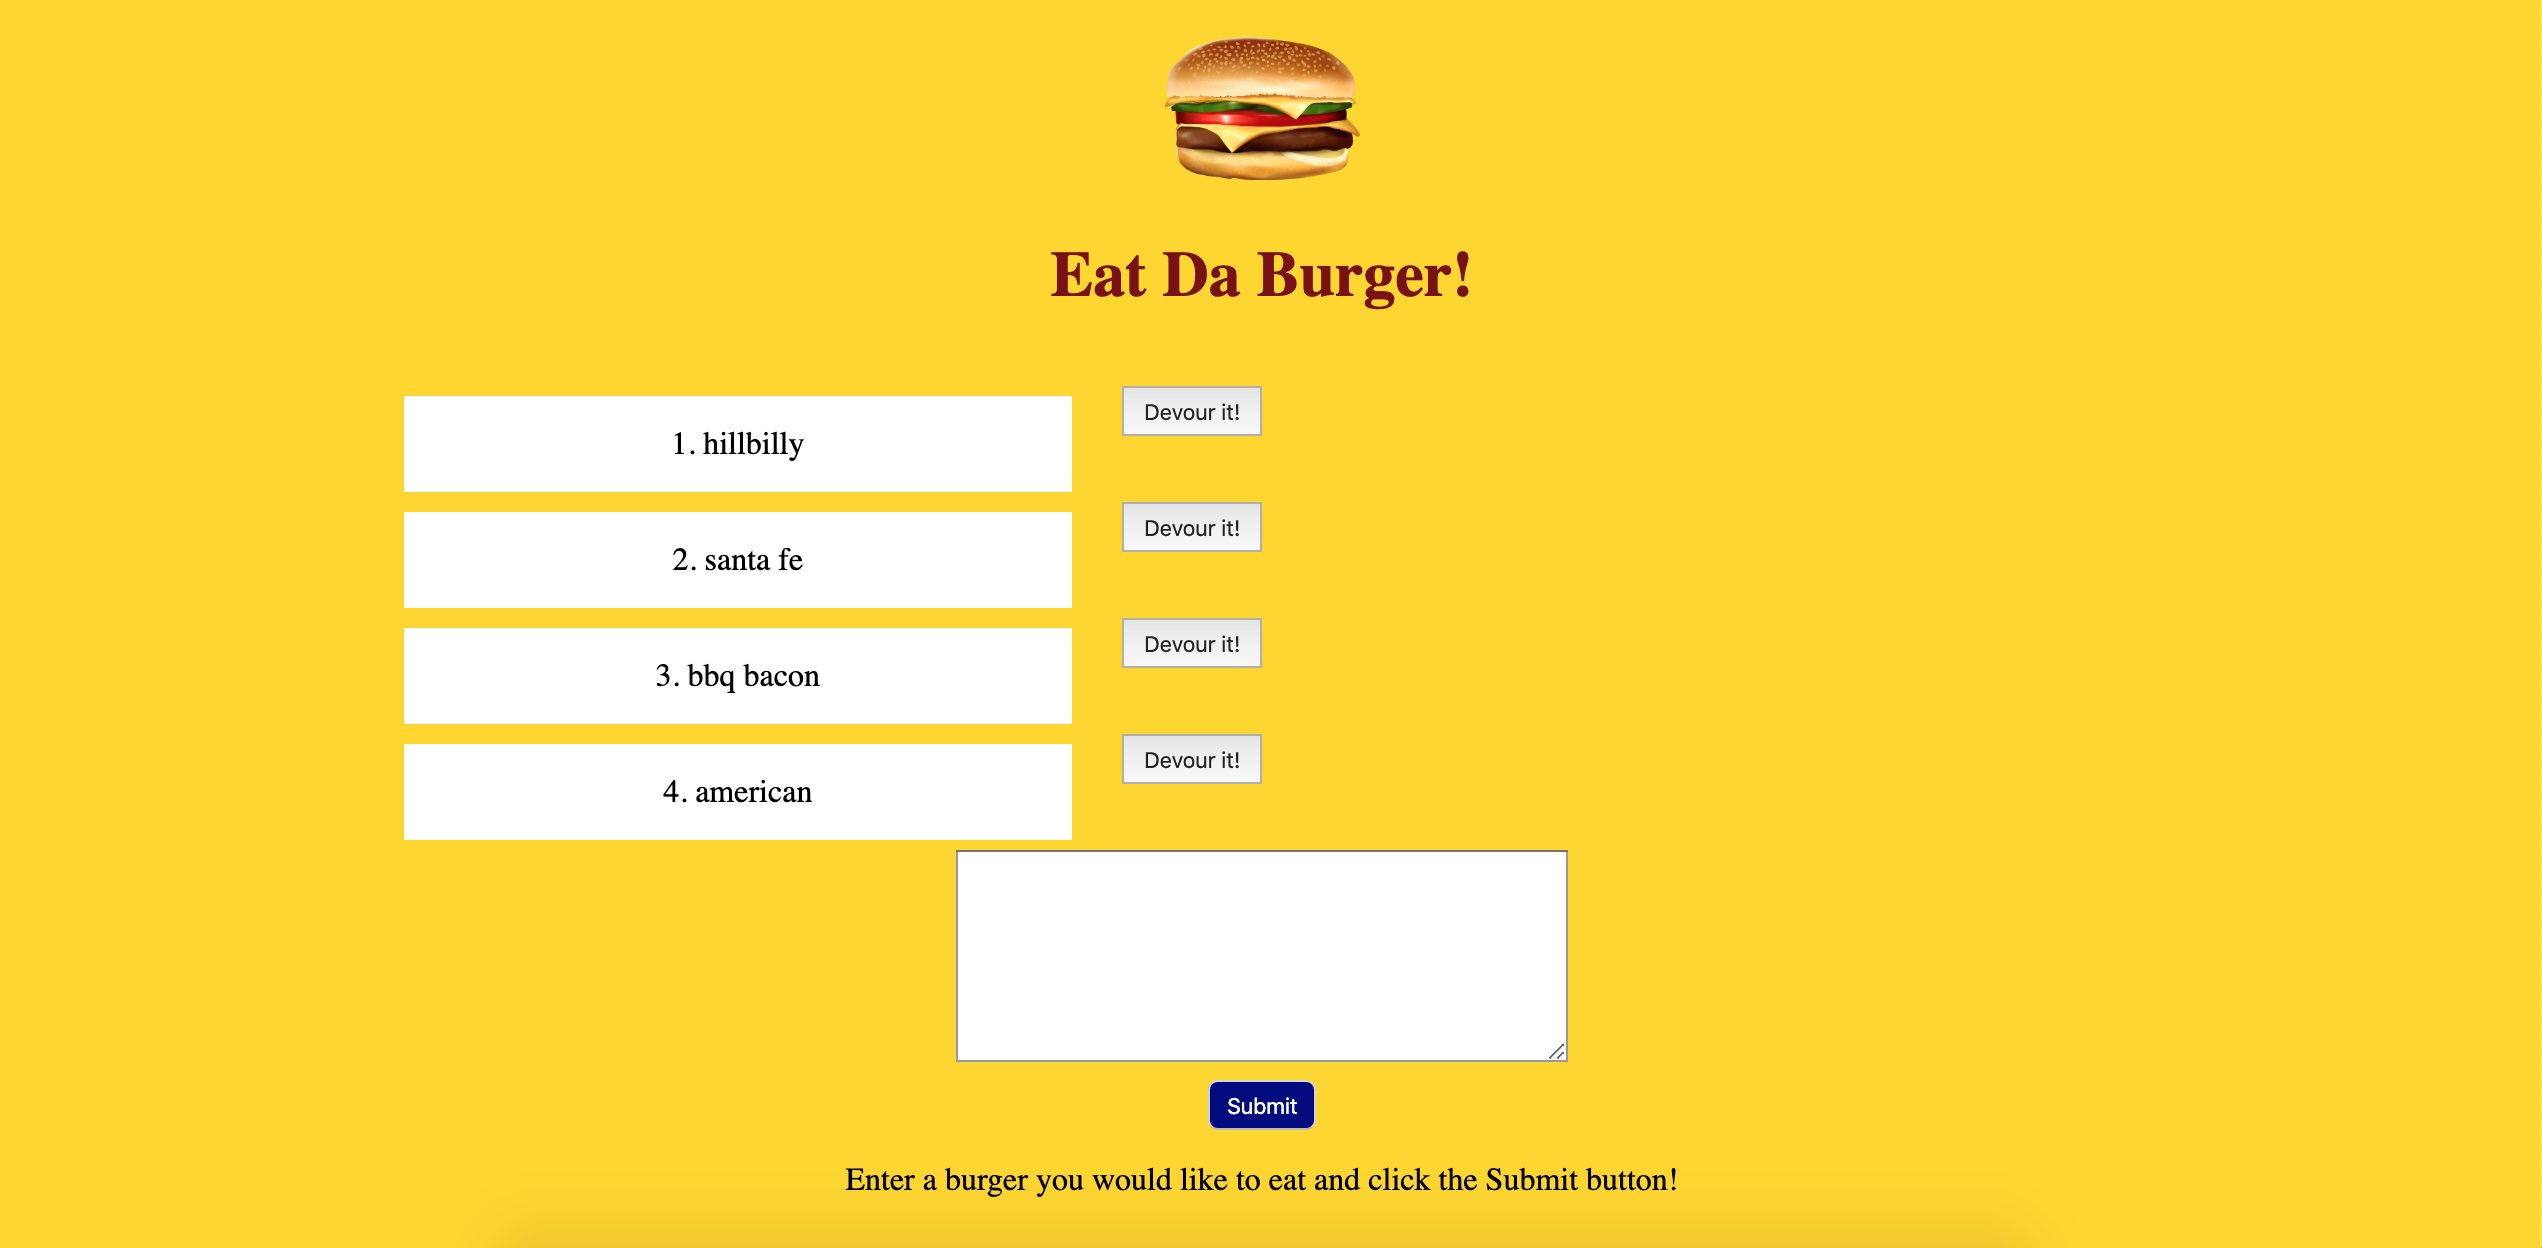 Eat Da Burger!
1. hillbilly
Devour it!
2. santa fe
Devour it!
3. bbq bacon
Devour it!
4. american
Devour it!
Submit
Enter a burger you would like to eat and click the Submit button!